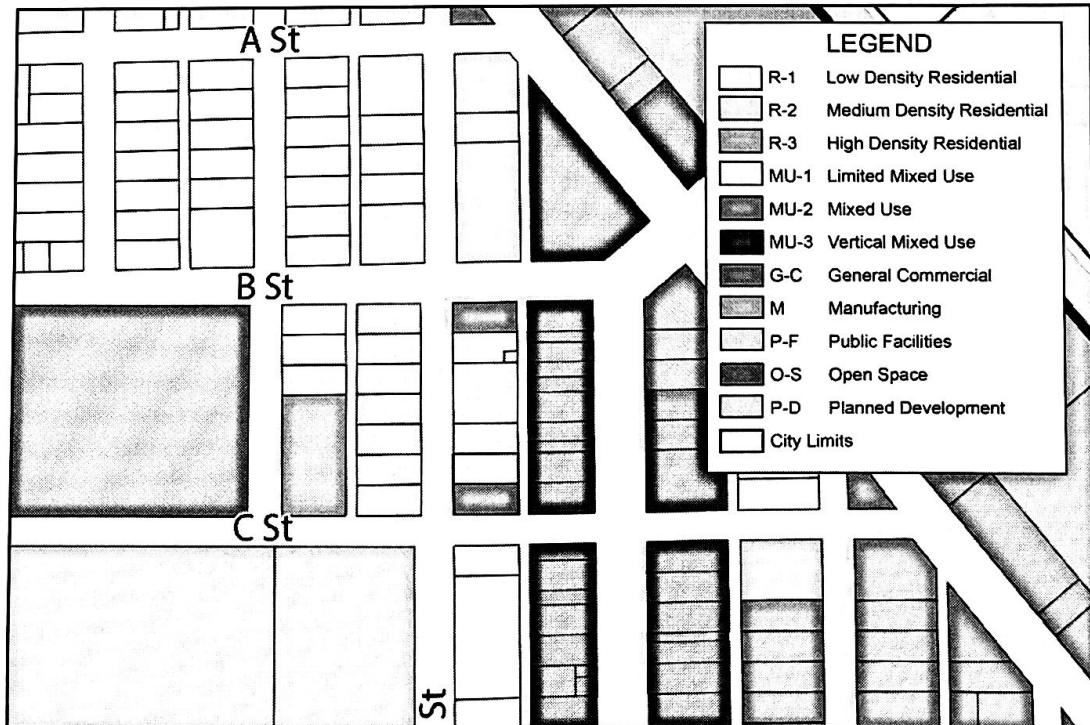 A St
LEGEND
R-1 Low Density Residential
R-2 Medium Density Residential
R-3 High Density Residential
MU-1 Limited Mixed Use
MU-2 Mixed Use
MU-3 Vertical Mixed Use
G-C General Commercial
M Manufacturing
P-F Public Facilities
O-S Open Space
P-D Planned Development
City Limits
B St
C St
St